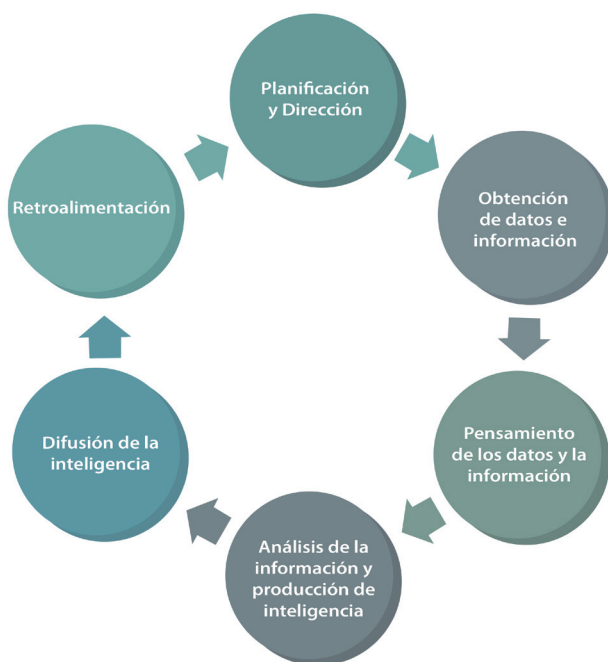 Planificación
y Dirección
Obtención
de datos e
información
Pensamiento
de los datos y la
información
Análisis de la
información y
producción de
inteligencia
Difusión de la
inteligencia
Retroalimentación